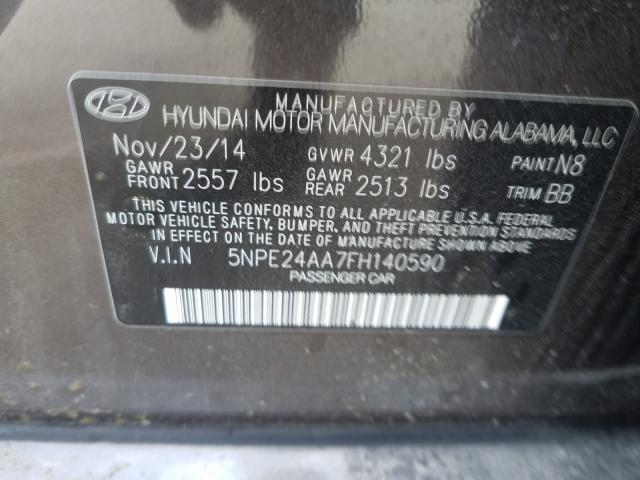 MANUFACTURED BY
HYUNDAI MOTOR MANUFACTURING ALABAMA, LLC
Nov/23/14 GVWR 4321 lbs PAINT N8
GAWR FRONT 2557 lbs GAWR REAR 2513 lbs TRIM BB
THIS VEHICLE CONFORMS TO ALL APPLICABLE U.S.A. FEDERAL
MOTOR VEHICLE SAFETY, BUMPER, AND THEFT PREVENTION STANDARDS
IN EFFECT ON THE DATE OF MANUFACTURE SHOWN ABOVE.
V.I.N 5NPE24AA7FH140590
PASSENGER CAR